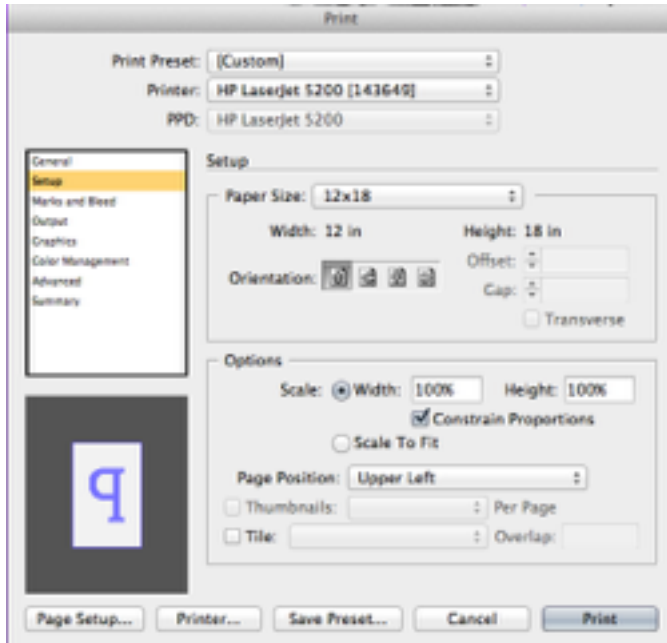 Print
Print Preset: [Custom]
Printer: HP LaserJet 5200 [143649]
PPD: HP LaserJet 5200
General
Setup
Marks and Bleed
Output
Graphics
Color Management
Advanced
Summary
Setup
Paper Size: 12x18
Width: 12 in Height: 18 in
Orientation: Offset:
Gap:
Transverse
Options
Scale: Width: 100% Height: 100%
Constrain Proportions
Scale To Fit
Page Position: Upper Left
Thumbnails: Per Page
Tile: Overlap:
Page Setup... Printer... Save Preset... Cancel Print